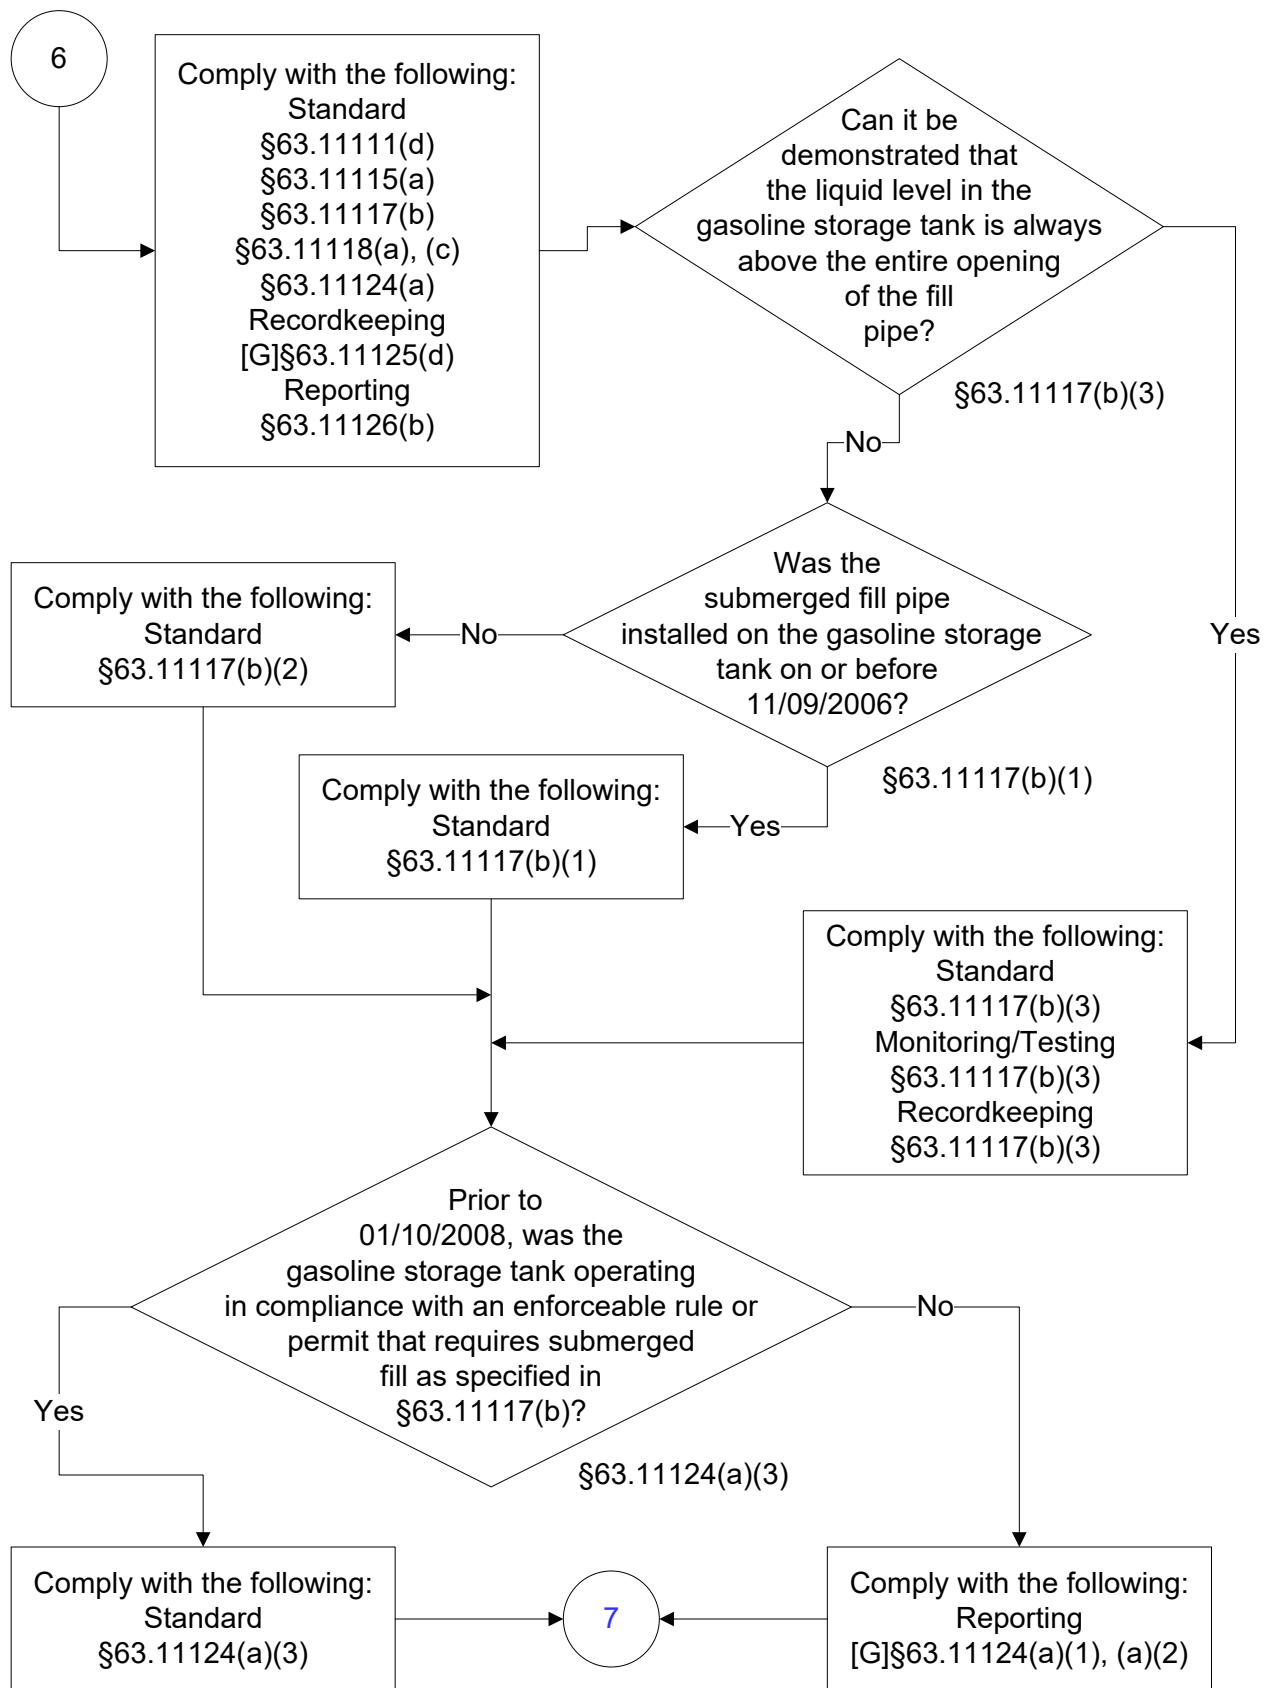 6
Comply with the following:
Standard
§63.11111(d)
§63.11115(a)
§63.11117(b)
§63.11118(a), (c)
§63.11124(a)
Recordkeeping
[G]§63.11125(d)
Reporting
§63.11126(b)
Can it be
demonstrated that
the liquid level in the
gasoline storage tank is always
above the entire opening
of the fill
pipe?
§63.11117(b)(3)
No
Yes
Was the
submerged fill pipe
installed on the gasoline storage
tank on or before
11/09/2006?
§63.11117(b)(1)
No
Comply with the following:
Standard
§63.11117(b)(2)
Yes
Comply with the following:
Standard
§63.11117(b)(1)
Comply with the following:
Standard
§63.11117(b)(3)
Monitoring/Testing
§63.11117(b)(3)
Recordkeeping
§63.11117(b)(3)
Prior to
01/10/2008, was the
gasoline storage tank operating
in compliance with an enforceable rule or
permit that requires submerged
fill as specified in
§63.11117(b)?
§63.11124(a)(3)
Yes
No
Comply with the following:
Standard
§63.11124(a)(3)
7
Comply with the following:
Reporting
[G]§63.11124(a)(1), (a)(2)